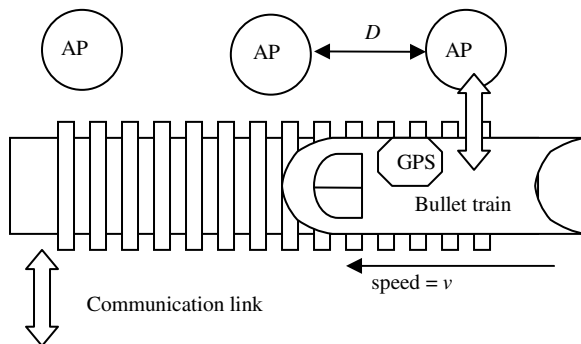 AP
AP
D
AP
GPS
Bullet train
speed = v
Communication link